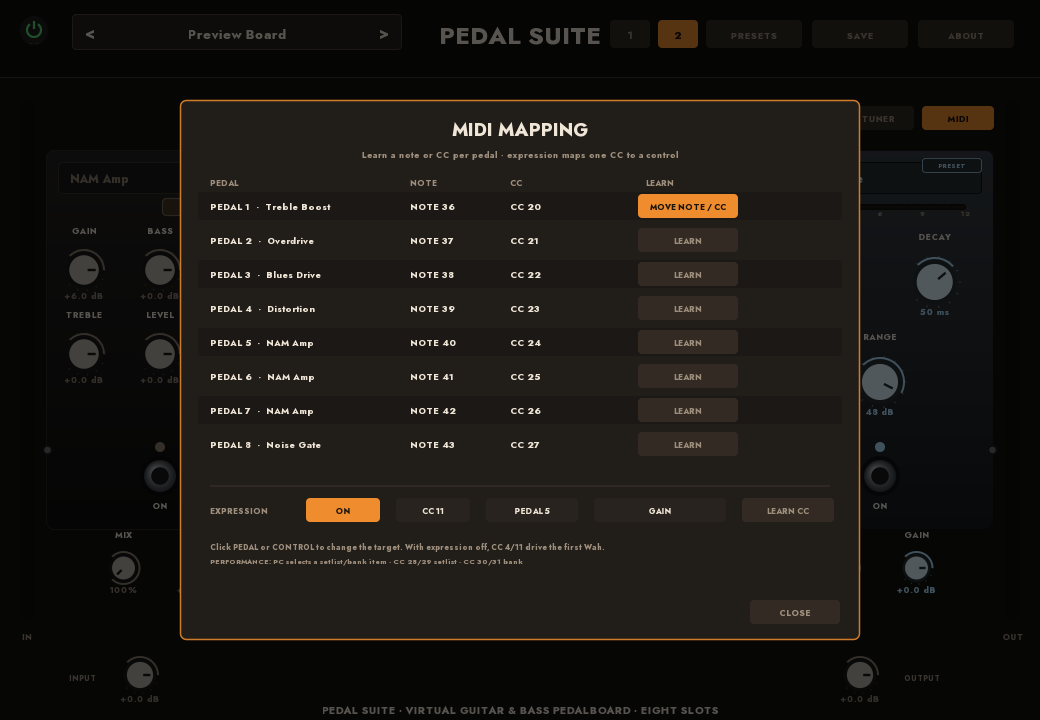 < Preview Board > PEDAL SUITE 1 2 PRESETS SAVE ABOUT
TUNER MIDI
MIDI MAPPING
Learn a note or CC per pedal · expression maps one CC to a control
PRESET
NAM Amp
PEDAL NOTE CC LEARN
PEDAL 1 · Treble Boost NOTE 36 CC 20 MOVE NOTE / CC
6 9 12
GAIN BASS DECAY
PEDAL 2 · Overdrive NOTE 37 CC 21 LEARN
PEDAL 3 · Blues Drive NOTE 38 CC 22 LEARN
+6.0 dB +0.0 dB
PEDAL 4 · Distortion NOTE 39 CC 23 LEARN
50 ms
TREBLE LEVEL
RANGE
PEDAL 5 · NAM Amp NOTE 40 CC 24 LEARN
PEDAL 6 · NAM Amp NOTE 41 CC 25 LEARN
+0.0 dB +0.0 dB
PEDAL 7 · NAM Amp NOTE 42 CC 26 LEARN
48 dB
PEDAL 8 · Noise Gate NOTE 43 CC 27 LEARN
ON ON
EXPRESSION ON CC 11 PEDAL 5 GAIN LEARN CC
MIX GAIN
Click PEDAL or CONTROL to change the target. With expression off, CC 4/11 drive the first Wah.
PERFORMANCE: PC selects a setlist/bank item · CC 28/29 setlist · CC 30/31 bank
100% +0.0 dB
CLOSE
IN OUT
INPUT OUTPUT
+0.0 dB +0.0 dB
PEDAL SUITE · VIRTUAL GUITAR & BASS PEDALBOARD · EIGHT SLOTS